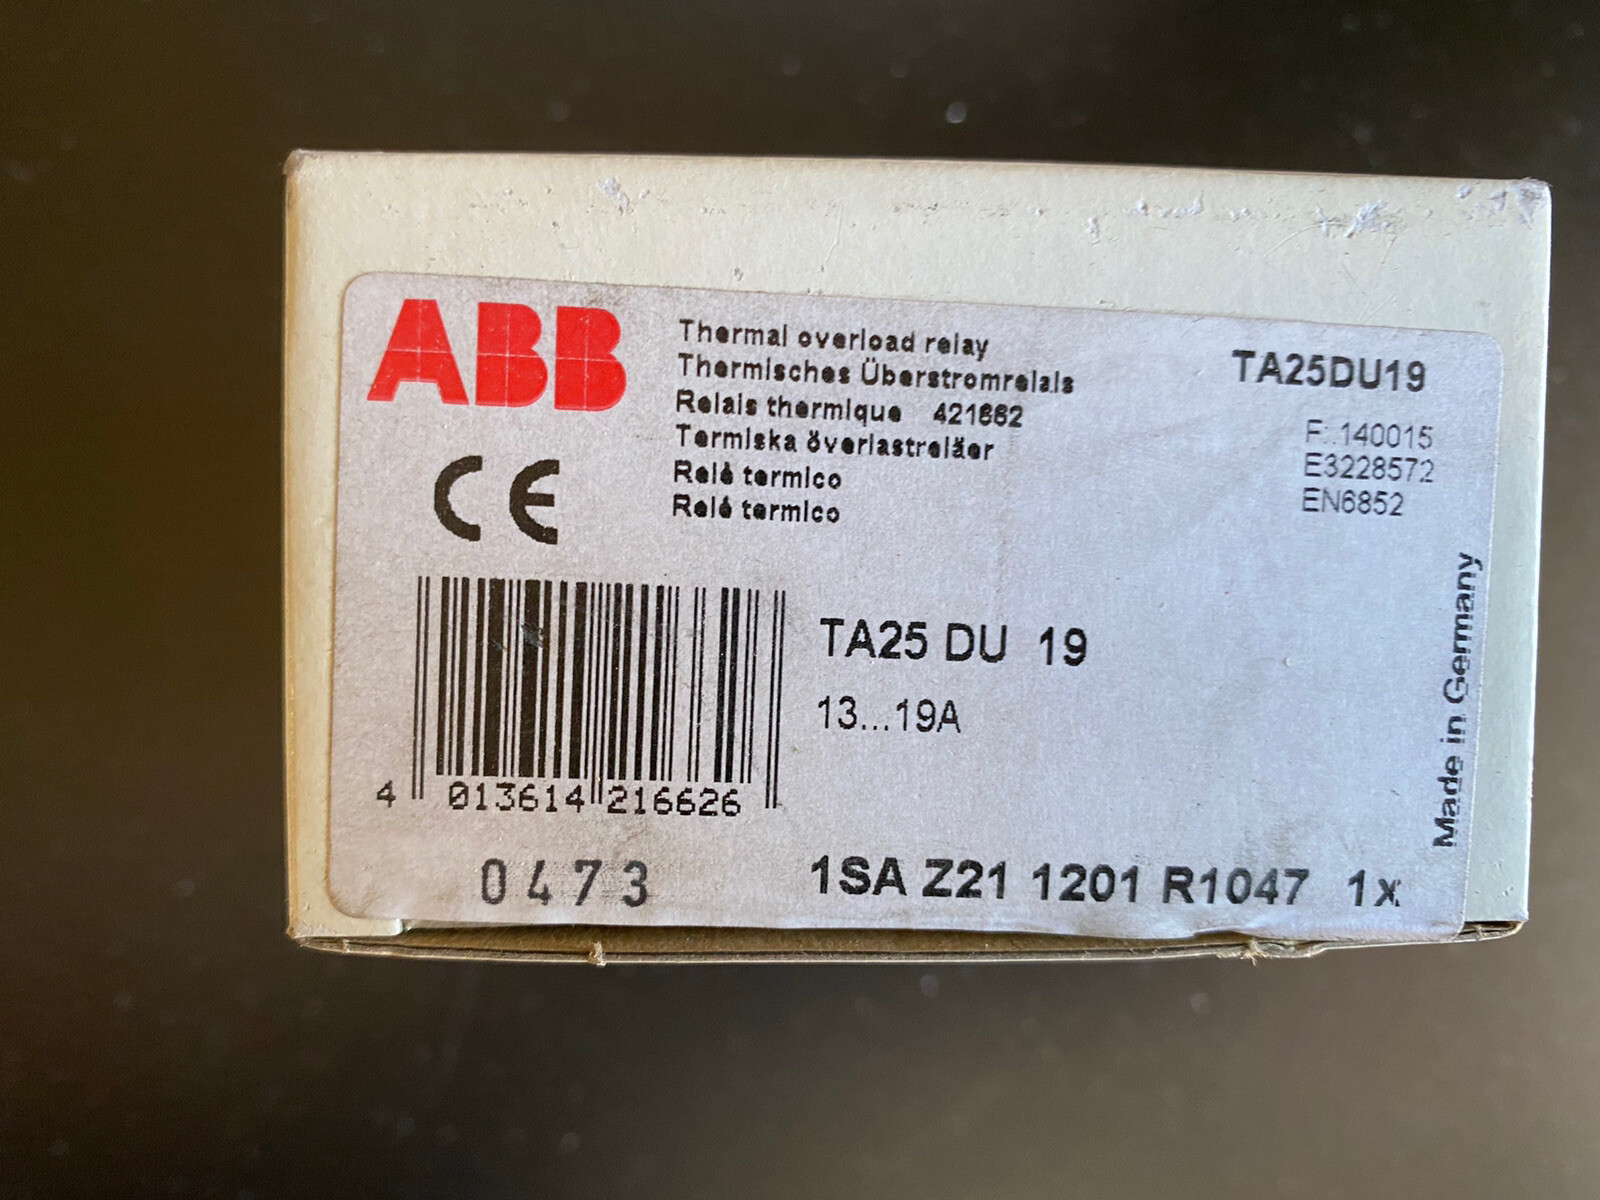 ABB
Thermal overload relay
Thermisches Überstromrelais
Relais thermique 421662
Termiska överlastreläer
Relè termico
Relé termico
CE
TA25DU19
F:.140015
E3228572
EN6852
TA25 DU 19
13...19A
4 013614 216626
Made in Germany
0473
1SA Z21 1201 R1047 1x